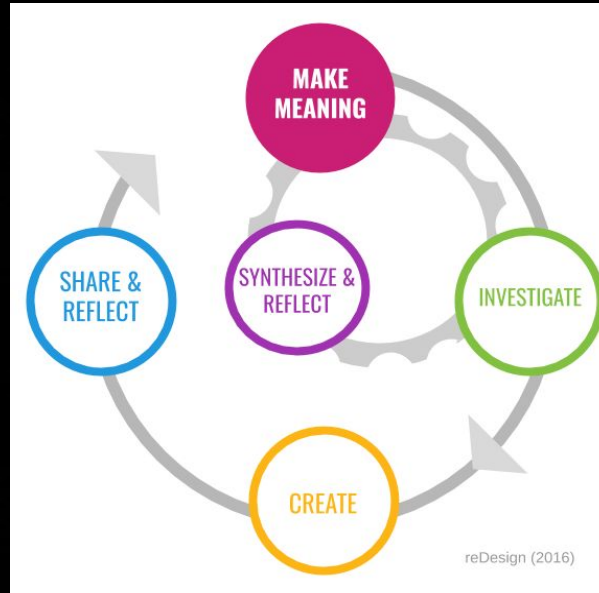 MAKE
MEANING
SHARE &
REFLECT
SYNTHESIZE &
REFLECT
INVESTIGATE
CREATE
reDesign (2016)